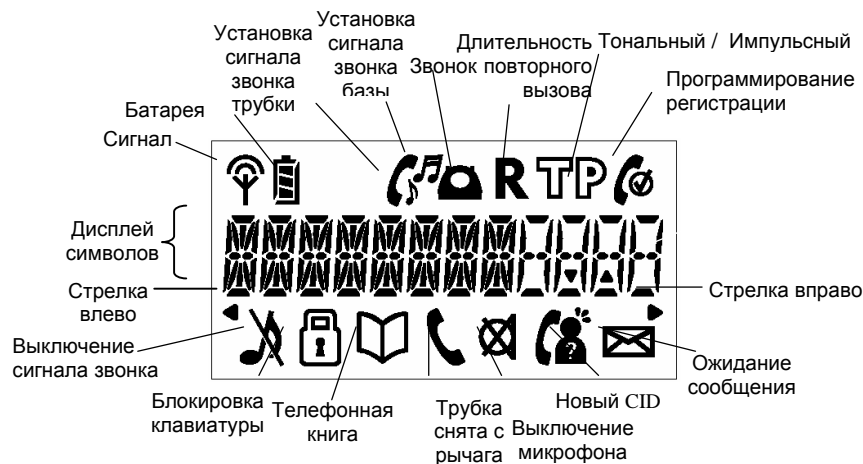 Установка
сигнала
звонка
трубки
Установка
сигнала
звонка
базы
Звонок
Длительность
повторного
вызова
Тональный / Импульсный
Программирование
регистрации
Батарея
Сигнал
R TP
Дисплей
символов
Стрелка
влево
Стрелка вправо
?
Выключение
сигнала звонка
Блокировка
клавиатуры
Телефонная
книга
Трубка
снята с
рычага
Выключение
микрофона
Новый CID
Ожидание
сообщения